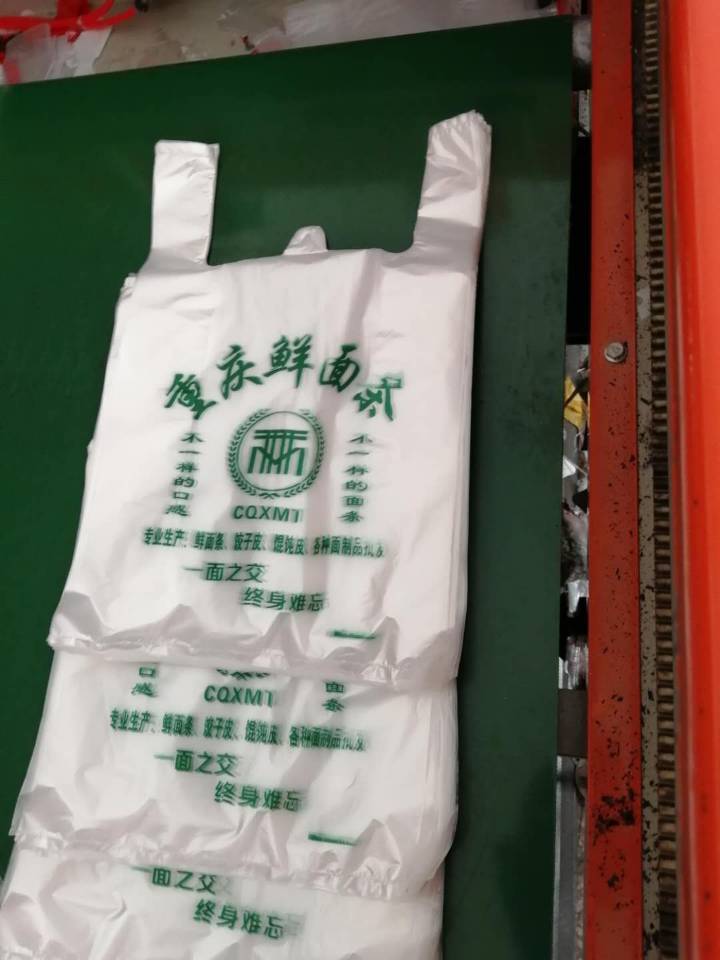 重庆鲜面条
不一样的口感
不一样的面条
CQXMT
专业生产：鲜面条、饺子皮、馄饨皮、各种面制品批发
一面之交
终身难忘
口感
面条
CQXMT
专业生产：鲜面条、饺子皮、馄饨皮、各种面制品批发
一面之交
终身难忘
一面之交
终身难忘